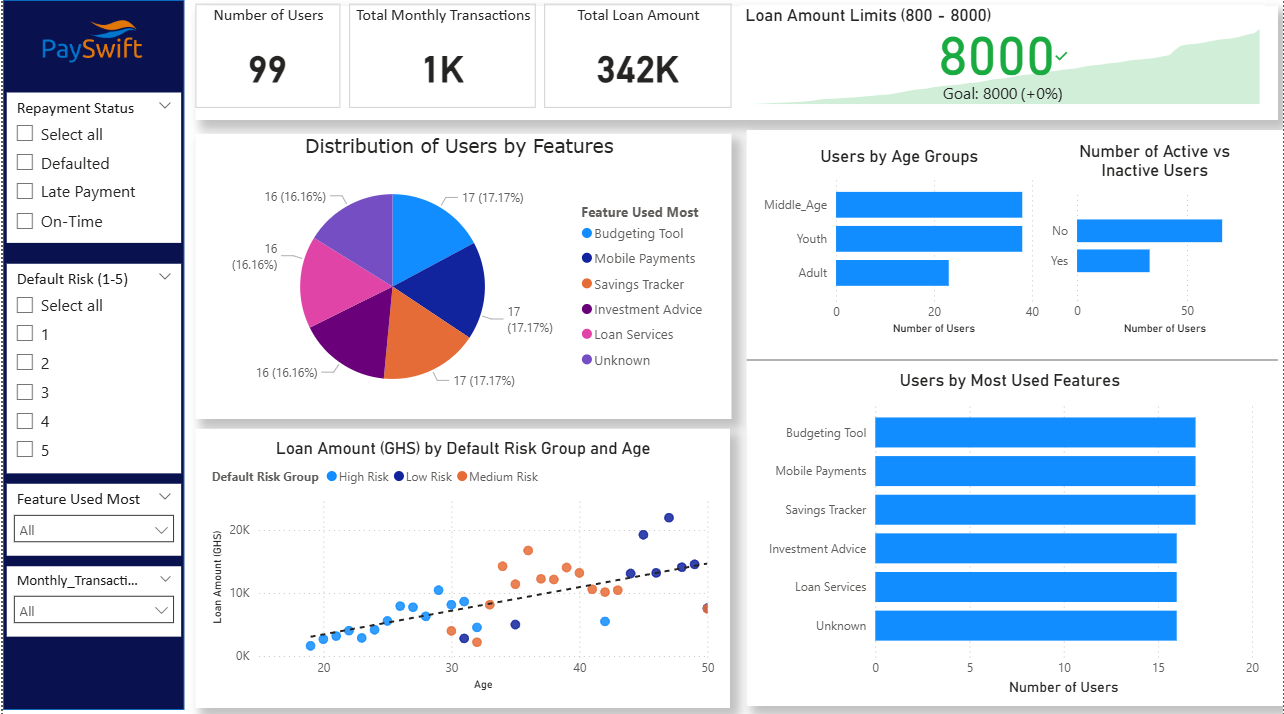 PaySwift
Repayment Status
Select all
Defaulted
Late Payment
On-Time
Default Risk (1-5)
Select all
1
2
3
4
5
Feature Used Most
All
Monthly_Transacti...
All
Number of Users
99
Total Monthly Transactions
1K
Total Loan Amount
342K
Loan Amount Limits (800 - 8000)
8000
Goal: 8000 (+0%)
Distribution of Users by Features
16 (16.16%)
17 (17.17%)
16
(16.16%)
17
(17.17%)
16 (16.16%)
17 (17.17%)
Feature Used Most
Budgeting Tool
Mobile Payments
Savings Tracker
Investment Advice
Loan Services
Unknown
Users by Age Groups
Middle_Age
Youth
Adult
0 20 40
Number of Users
Number of Active vs
Inactive Users
No
Yes
0 50
Number of Users
Loan Amount (GHS) by Default Risk Group and Age
Default Risk Group High Risk Low Risk Medium Risk
Loan Amount (GHS)
20K
10K
0K
20 30 40 50
Age
Users by Most Used Features
Budgeting Tool
Mobile Payments
Savings Tracker
Investment Advice
Loan Services
Unknown
0 5 10 15 20
Number of Users